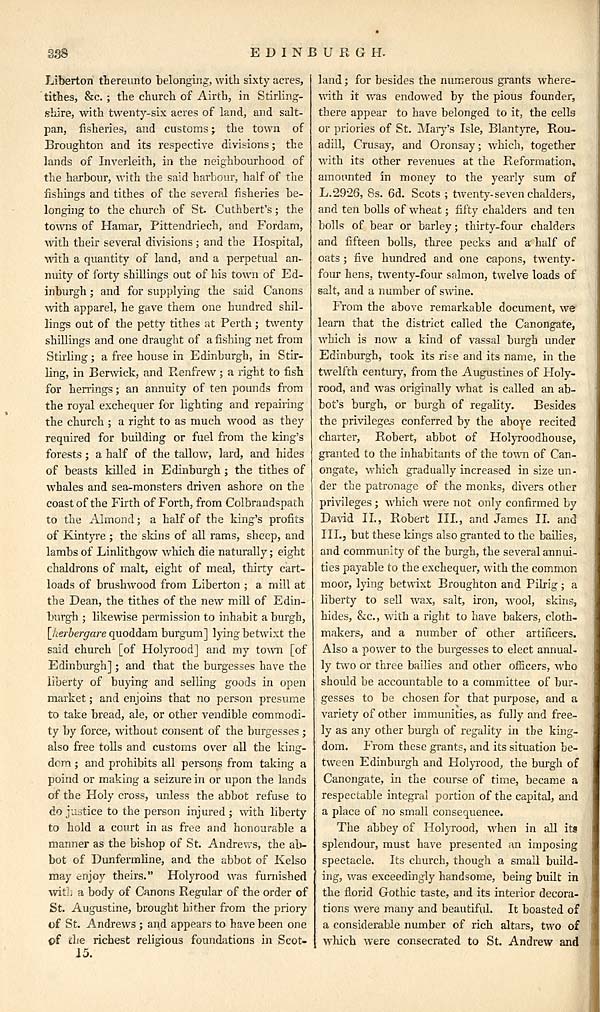 338
EDINBURGH.
Liberton thereunto belonging, with sixty acres,
tithes, &c. ; the church of Airth, in Stirling-
shire, with twenty-six acres of land, and salt-
pan, fisheries, and customs; the town of
Broughton and its respective divisions; the
lands of Inverleith, in the neighbourhood of
the harbour, with the said harbour, half of the
fishings and tithes of the several fisheries be-
longing to the church of St. Cuthbert's; the
towns of Hamar, Pittendriech, and Fordam,
with their several divisions; and the Hospital,
with a quantity of land, and a perpetual an-
nuity of forty shillings out of his town of Ed-
inburgh; and for supplying the said Canons
with apparel, he gave them one hundred shil-
lings out of the petty tithes at Perth; twenty
shillings and one draught of a fishing net from
Stirling; a free house in Edinburgh, in Stir-
ling, in Berwick, and Renfrew; a right to fish
for herrings; an annuity of ten pounds from
the royal exchequer for lighting and repairing
the church; a right to as much wood as they
required for building or fuel from the king's
forests; a half of the tallow, lard, and hides
of beasts killed in Edinburgh; the tithes of
whales and sea-monsters driven ashore on the
coast of the Firth of Forth, from Colbrandspath
to the Almond; a half of the king's profits
of Kintyre; the skins of all rams, sheep, and
lambs of Linlithgow which die naturally; eight
chaldrons of malt, eight of meal, thirty cart-
loads of brushwood from Liberton; a mill at
the Dean, the tithes of the new mill of Edin-
burgh; likewise permission to inhabit a burgh,
[herbergare quoddam burgum] lying betwixt the
said church [of Holyrood] and my town [of
Edinburgh]; and that the burgesses have the
liberty of buying and selling goods in open
market; and enjoins that no person presume
to take bread, ale, or other vendible commodi-
ty by force, without consent of the burgesses;
also free tolls and customs over all the king-
dom; and prohibits all persons from taking a
poind or making a seizure in or upon the lands
of the Holy cross, unless the abbot refuse to
do justice to the person injured; with liberty
to hold a court in as free and honourable a
manner as the bishop of St. Andrews, the ab-
bot of Dunfermline, and the abbot of Kelso
may enjoy theirs." Holyrood was furnished
with a body of Canons Regular of the order of
St. Augustine, brought hither from the priory
of St. Andrews; and appears to have been one
of the richest religious foundations in Scot-
15.
land; for besides the numerous grants where-
with it was endowed by the pious founder,
there appear to have belonged to it, the cells
or priories of St. Mary's Isle, Blantyre, Rou-
adill, Crusay, and Oronsay; which, together
with its other revenues at the Reformation,
amounted in money to the yearly sum of
L.2926, 8s. 6d. Scots; twenty-seven chalders,
and ten bolls of wheat; fifty chalders and ten
bolls of bear or barley; thirty-four chalders
and fifteen bolls, three pecks and a half of
oats; five hundred and one capons, twenty-
four hens, twenty-four salmon, twelve loads of
salt, and a number of swine.
From the above remarkable document, we
learn that the district called the Canongate,
which is now a kind of vassal burgh under
Edinburgh, took its rise and its name, in the
twelfth century, from the Augustines of Holy-
rood, and was originally what is called an ab-
bot's burgh, or burgh of regality. Besides
the privileges conferred by the above recited
charter, Robert, abbot of Holyroodhouse,
granted to the inhabitants of the town of Can-
ongate, which gradually increased in size un-
der the patronage of the monks, divers other
privileges; which were not only confirmed by
David II., Robert III., and James II. and
III., but these kings also granted to the bailies,
and community of the burgh, the several annui-
ties payable to the exchequer, with the common
moor, lying betwixt Broughton and Pilrig; a
liberty to sell wax, salt, iron, wool, skins,
hides, &c., with a right to have bakers, cloth-
makers, and a number of other artificers.
Also a power to the burgesses to elect annual-
ly two or three bailies and other officers, who
should be accountable to a committee of bur-
gesses to be chosen for that purpose, and a
variety of other immunities, as fully and free-
ly as any other burgh of regality in the king-
dom. From these grants, and its situation be-
tween Edinburgh and Holyrood, the burgh of
Canongate, in the course of time, became a
respectable integral portion of the capital, and
a place of no small consequence.
The abbey of Holyrood, when in all its
splendour, must have presented an imposing
spectacle. Its church, though a small build-
ing, was exceedingly handsome, being built in
the florid Gothic taste, and its interior decora-
tions were many and beautiful. It boasted of
a considerable number of rich altars, two of
which were consecrated to St. Andrew and